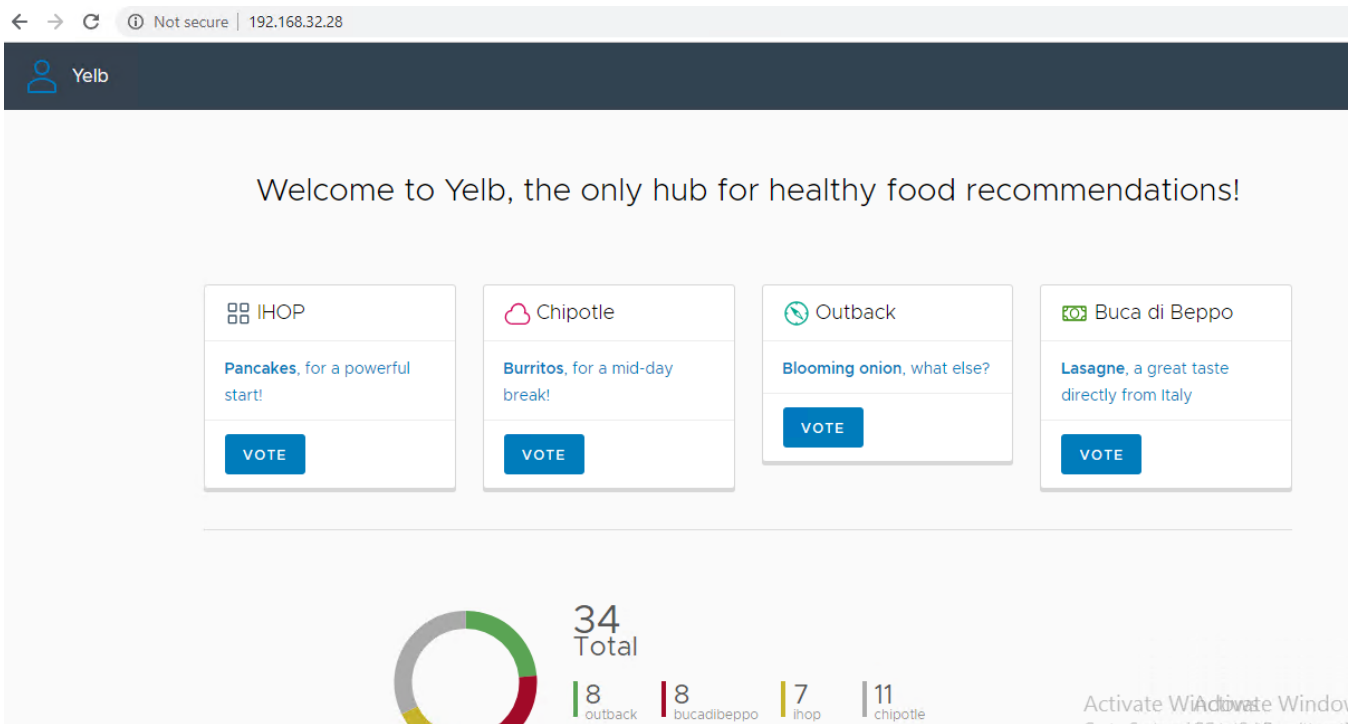 Not secure | 192.168.32.28
Yelb
Welcome to Yelb, the only hub for healthy food recommendations!
IHOP
Pancakes, for a powerful
start!
VOTE
Chipotle
Burritos, for a mid-day
break!
VOTE
Outback
Blooming onion, what else?
VOTE
Buca di Beppo
Lasagne, a great taste
directly from Italy
VOTE
34
Total
8
outback
8
bucadibeppo
7
ihop
11
chipotle
Activate Windows